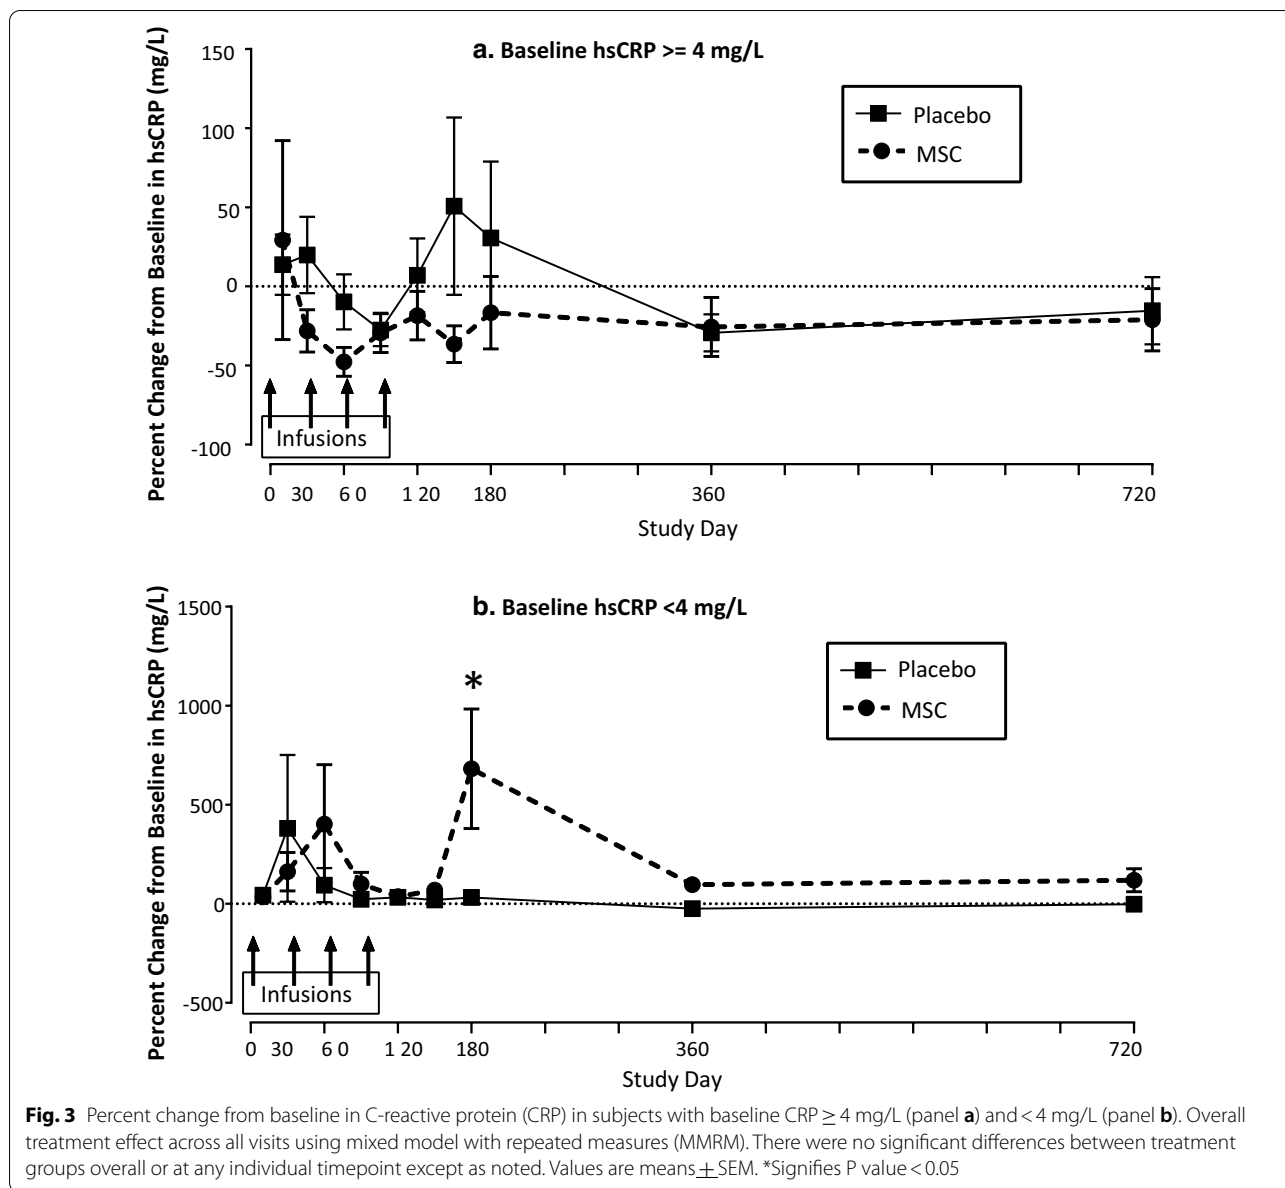 a. Baseline hsCRP >= 4 mg/L
Percent Change from Baseline in hsCRP (mg/L)
150
100
50
0
-50
-100
Placebo
MSC
Infusions
0 30 6 0 1 20 180 360 720
Study Day
b. Baseline hsCRP <4 mg/L
Percent Change from Baseline in hsCRP (mg/L)
1500
1000
500
0
-500
Placebo
MSC
*
Infusions
0 30 6 0 1 20 180 360 720
Study Day
Fig. 3 Percent change from baseline in C-reactive protein (CRP) in subjects with baseline CRP ≥ 4 mg/L (panel a) and < 4 mg/L (panel b). Overall
treatment effect across all visits using mixed model with repeated measures (MMRM). There were no significant differences between treatment
groups overall or at any individual timepoint except as noted. Values are means ± SEM. *Signifies P value < 0.05